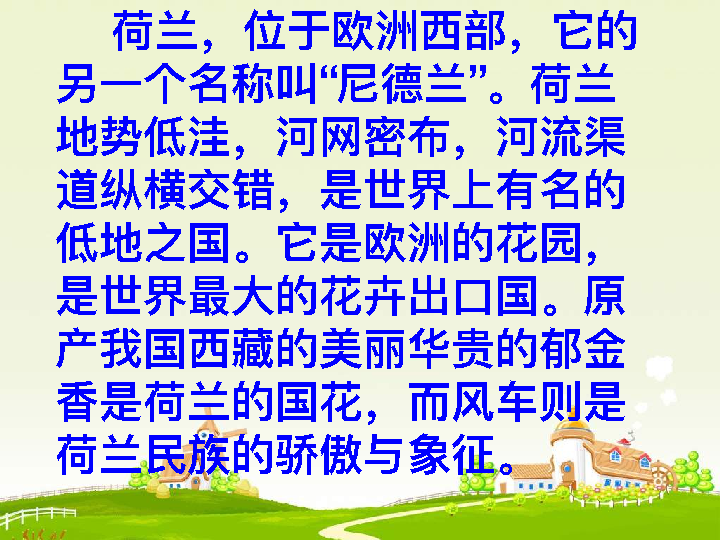 荷兰，位于欧洲西部，它的
另一个名称叫“尼德兰”。荷兰
地势低洼，河网密布，河流渠
道纵横交错，是世界上有名的
低地之国。它是欧洲的花园，
是世界最大的花卉出口国。原
产我国西藏的美丽华贵的郁金
香是荷兰的国花，而风车则是
荷兰民族的骄傲与象征。